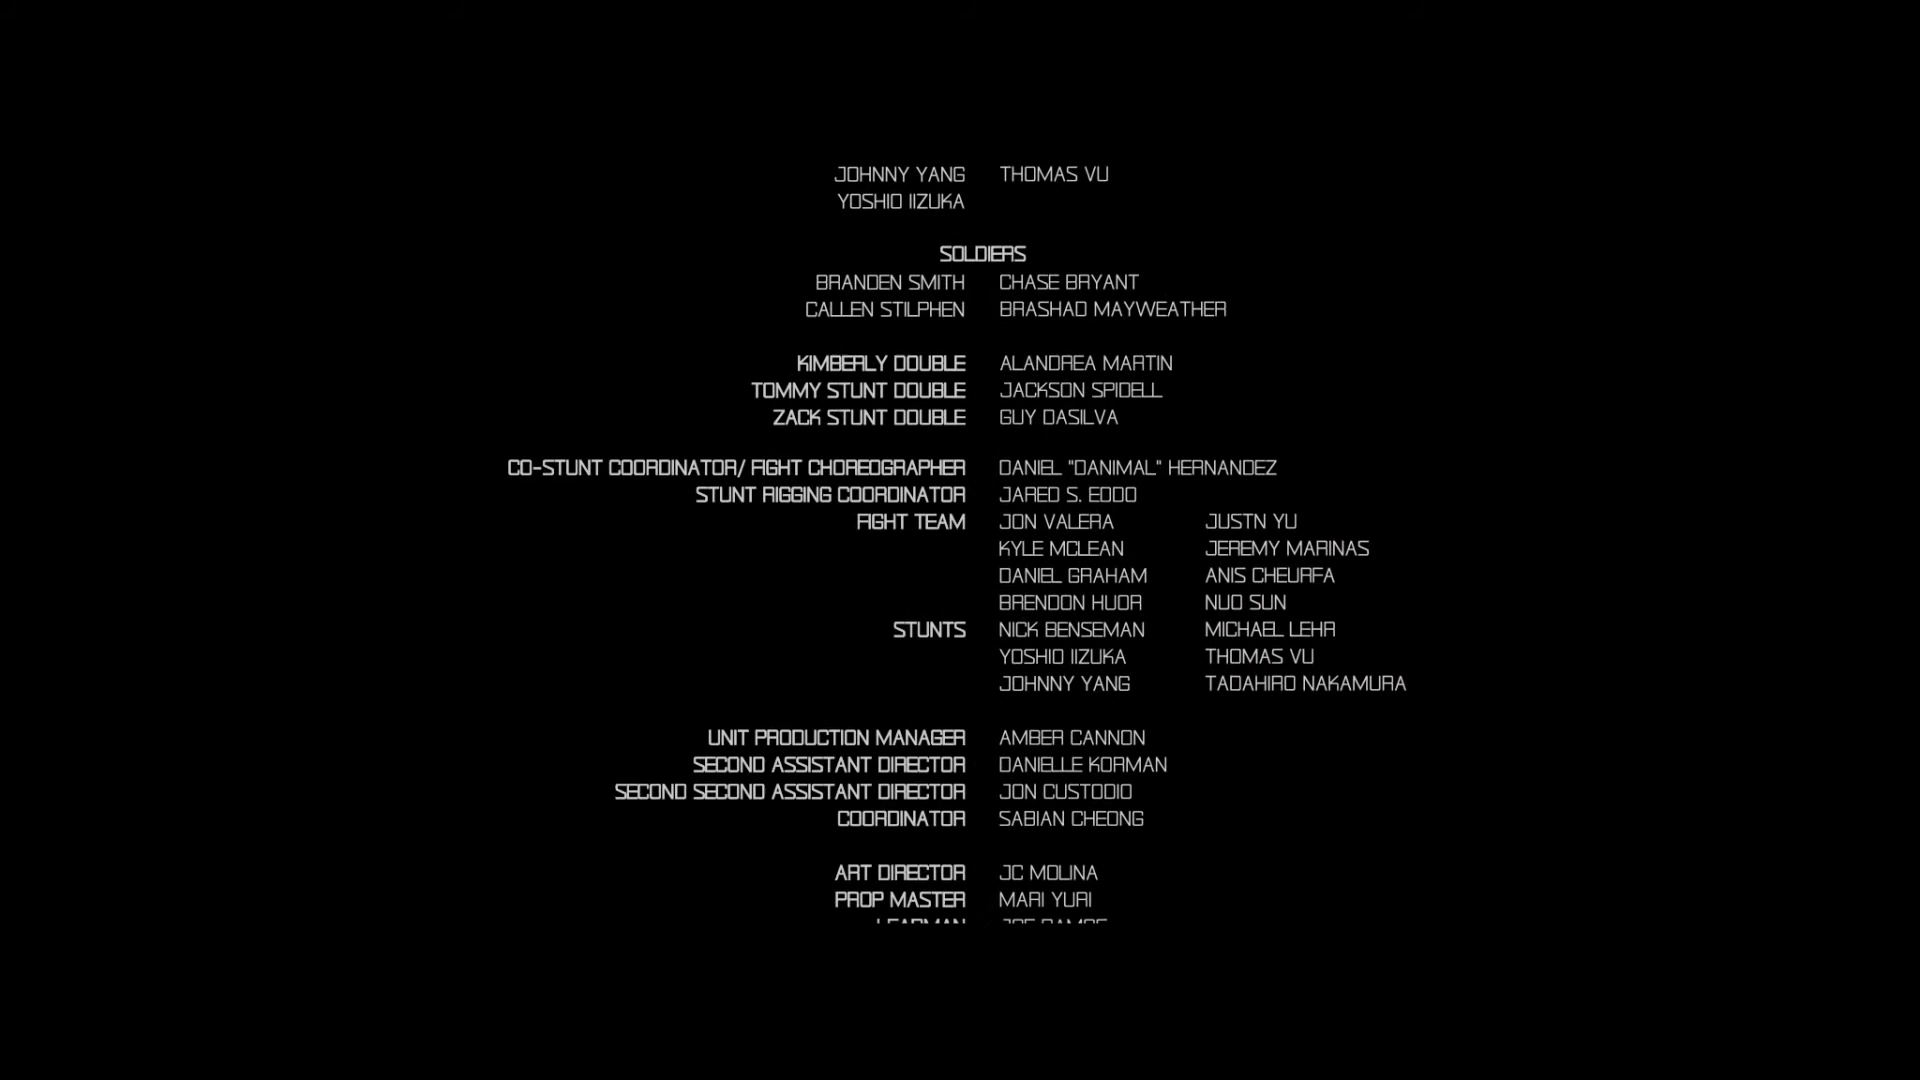 JOHNNY YANG THOMAS VU
YOSHIO IIZUKA
SOLDIERS
BRANDEN SMITH CHASE BRYANT
CALLEN STILPHEN BRASHAD MAYWEATHER
KIMBERLY DOUBLE ALANDREA MARTIN
TOMMY STUNT DOUBLE JACKSON SPIDELL
ZACK STUNT DOUBLE GUY DASILVA
CO-STUNT COORDINATOR/ FIGHT CHOREOGRAPHER DANIEL "DANIMAL" HERNANDEZ
STUNT RIGGING COORDINATOR JARED S. EDDO
FIGHT TEAM JON VALERA JUSTN YU
KYLE MCLEAN JEREMY MARINAS
DANIEL GRAHAM ANIS CHEURFA
BRENDON HUOR NUO SUN
STUNTS NICK BENSEMAN MICHAEL LEHR
YOSHIO IIZUKA THOMAS VU
JOHNNY YANG TADAHIRO NAKAMURA
UNIT PRODUCTION MANAGER AMBER CANNON
SECOND ASSISTANT DIRECTOR DANIELLE KORMAN
SECOND SECOND ASSISTANT DIRECTOR JON CUSTODIO
COORDINATOR SABIAN CHEONG
ART DIRECTOR JC MOLINA
PROP MASTER MARI YURI